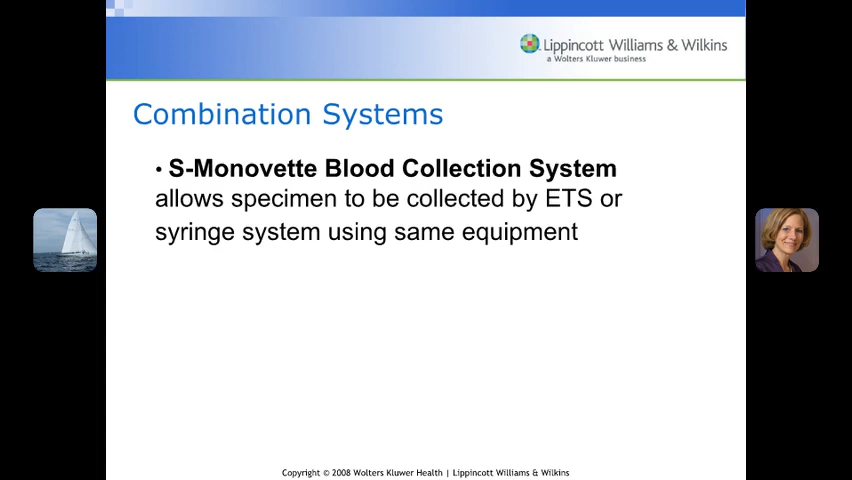 Lippincott Williams & Wilkins
a Wolters Kluwer business
Combination Systems
• S-Monovette Blood Collection System
allows specimen to be collected by ETS or
syringe system using same equipment
Copyright © 2008 Wolters Kluwer Health | Lippincott Williams & Wilkins